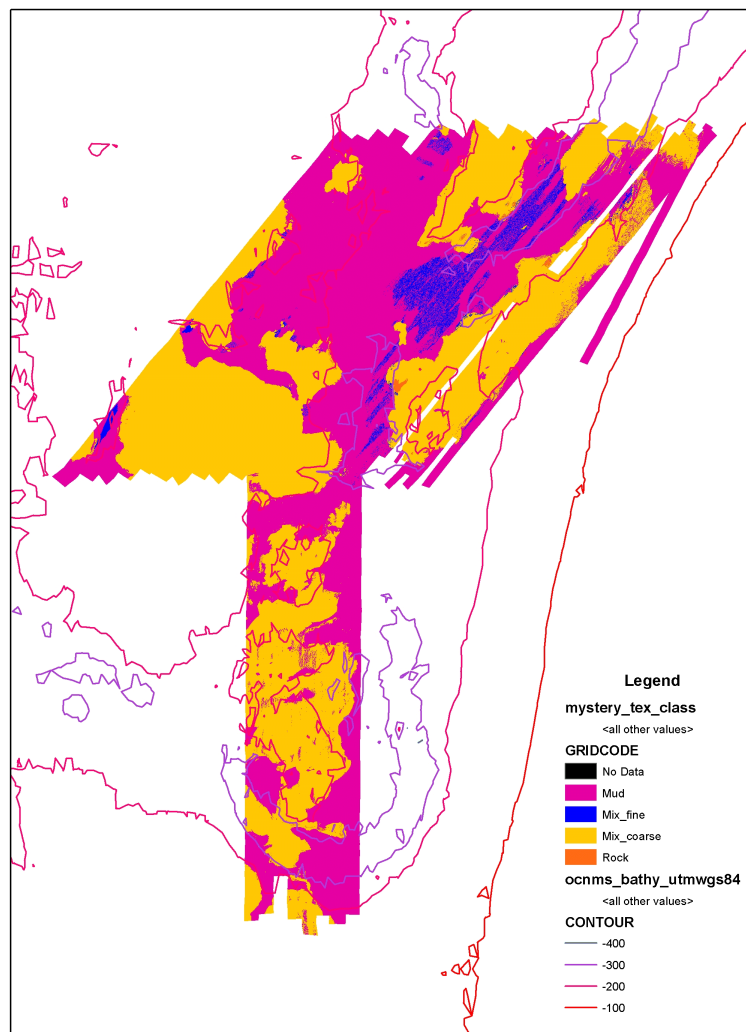 Legend
mystery_tex_class
<all other values>
GRIDCODE
No Data
Mud
Mix_fine
Mix_coarse
Rock
ocnms_bathy_utmwgs84
<all other values>
CONTOUR
-400
-300
-200
-100